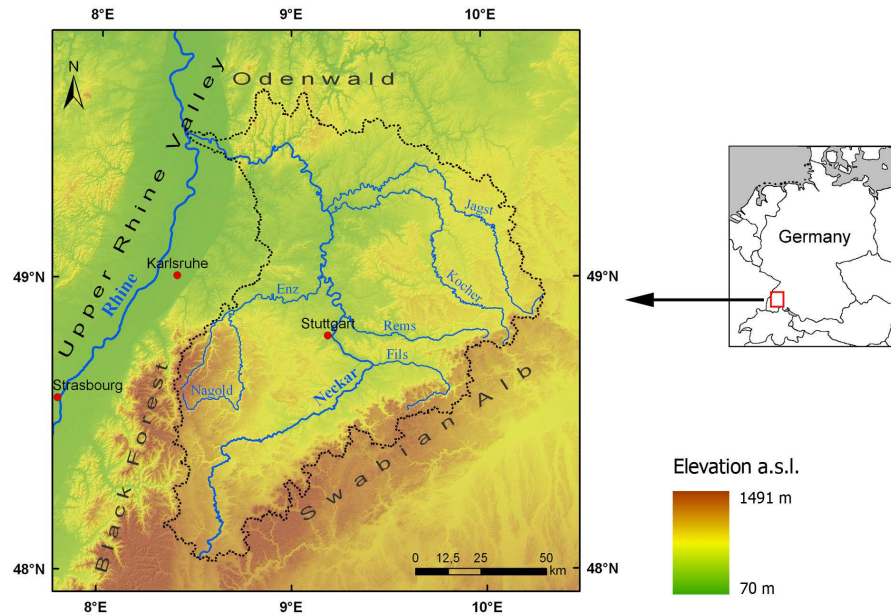 8°E
9°E
10°E
N
Odenwald
Upper Rhine Valley
Jagst
49°N
Karlsruhe
Rhine
Kocher
49°N
Enz
Stuttgart
Rems
Fils
Strasbourg
Nagold
Neckar
Black Forest
Swabian Alb
48°N
0 12,5 25 50
km
48°N
8°E
9°E
10°E
Germany
Elevation a.s.l.
1491 m
70 m